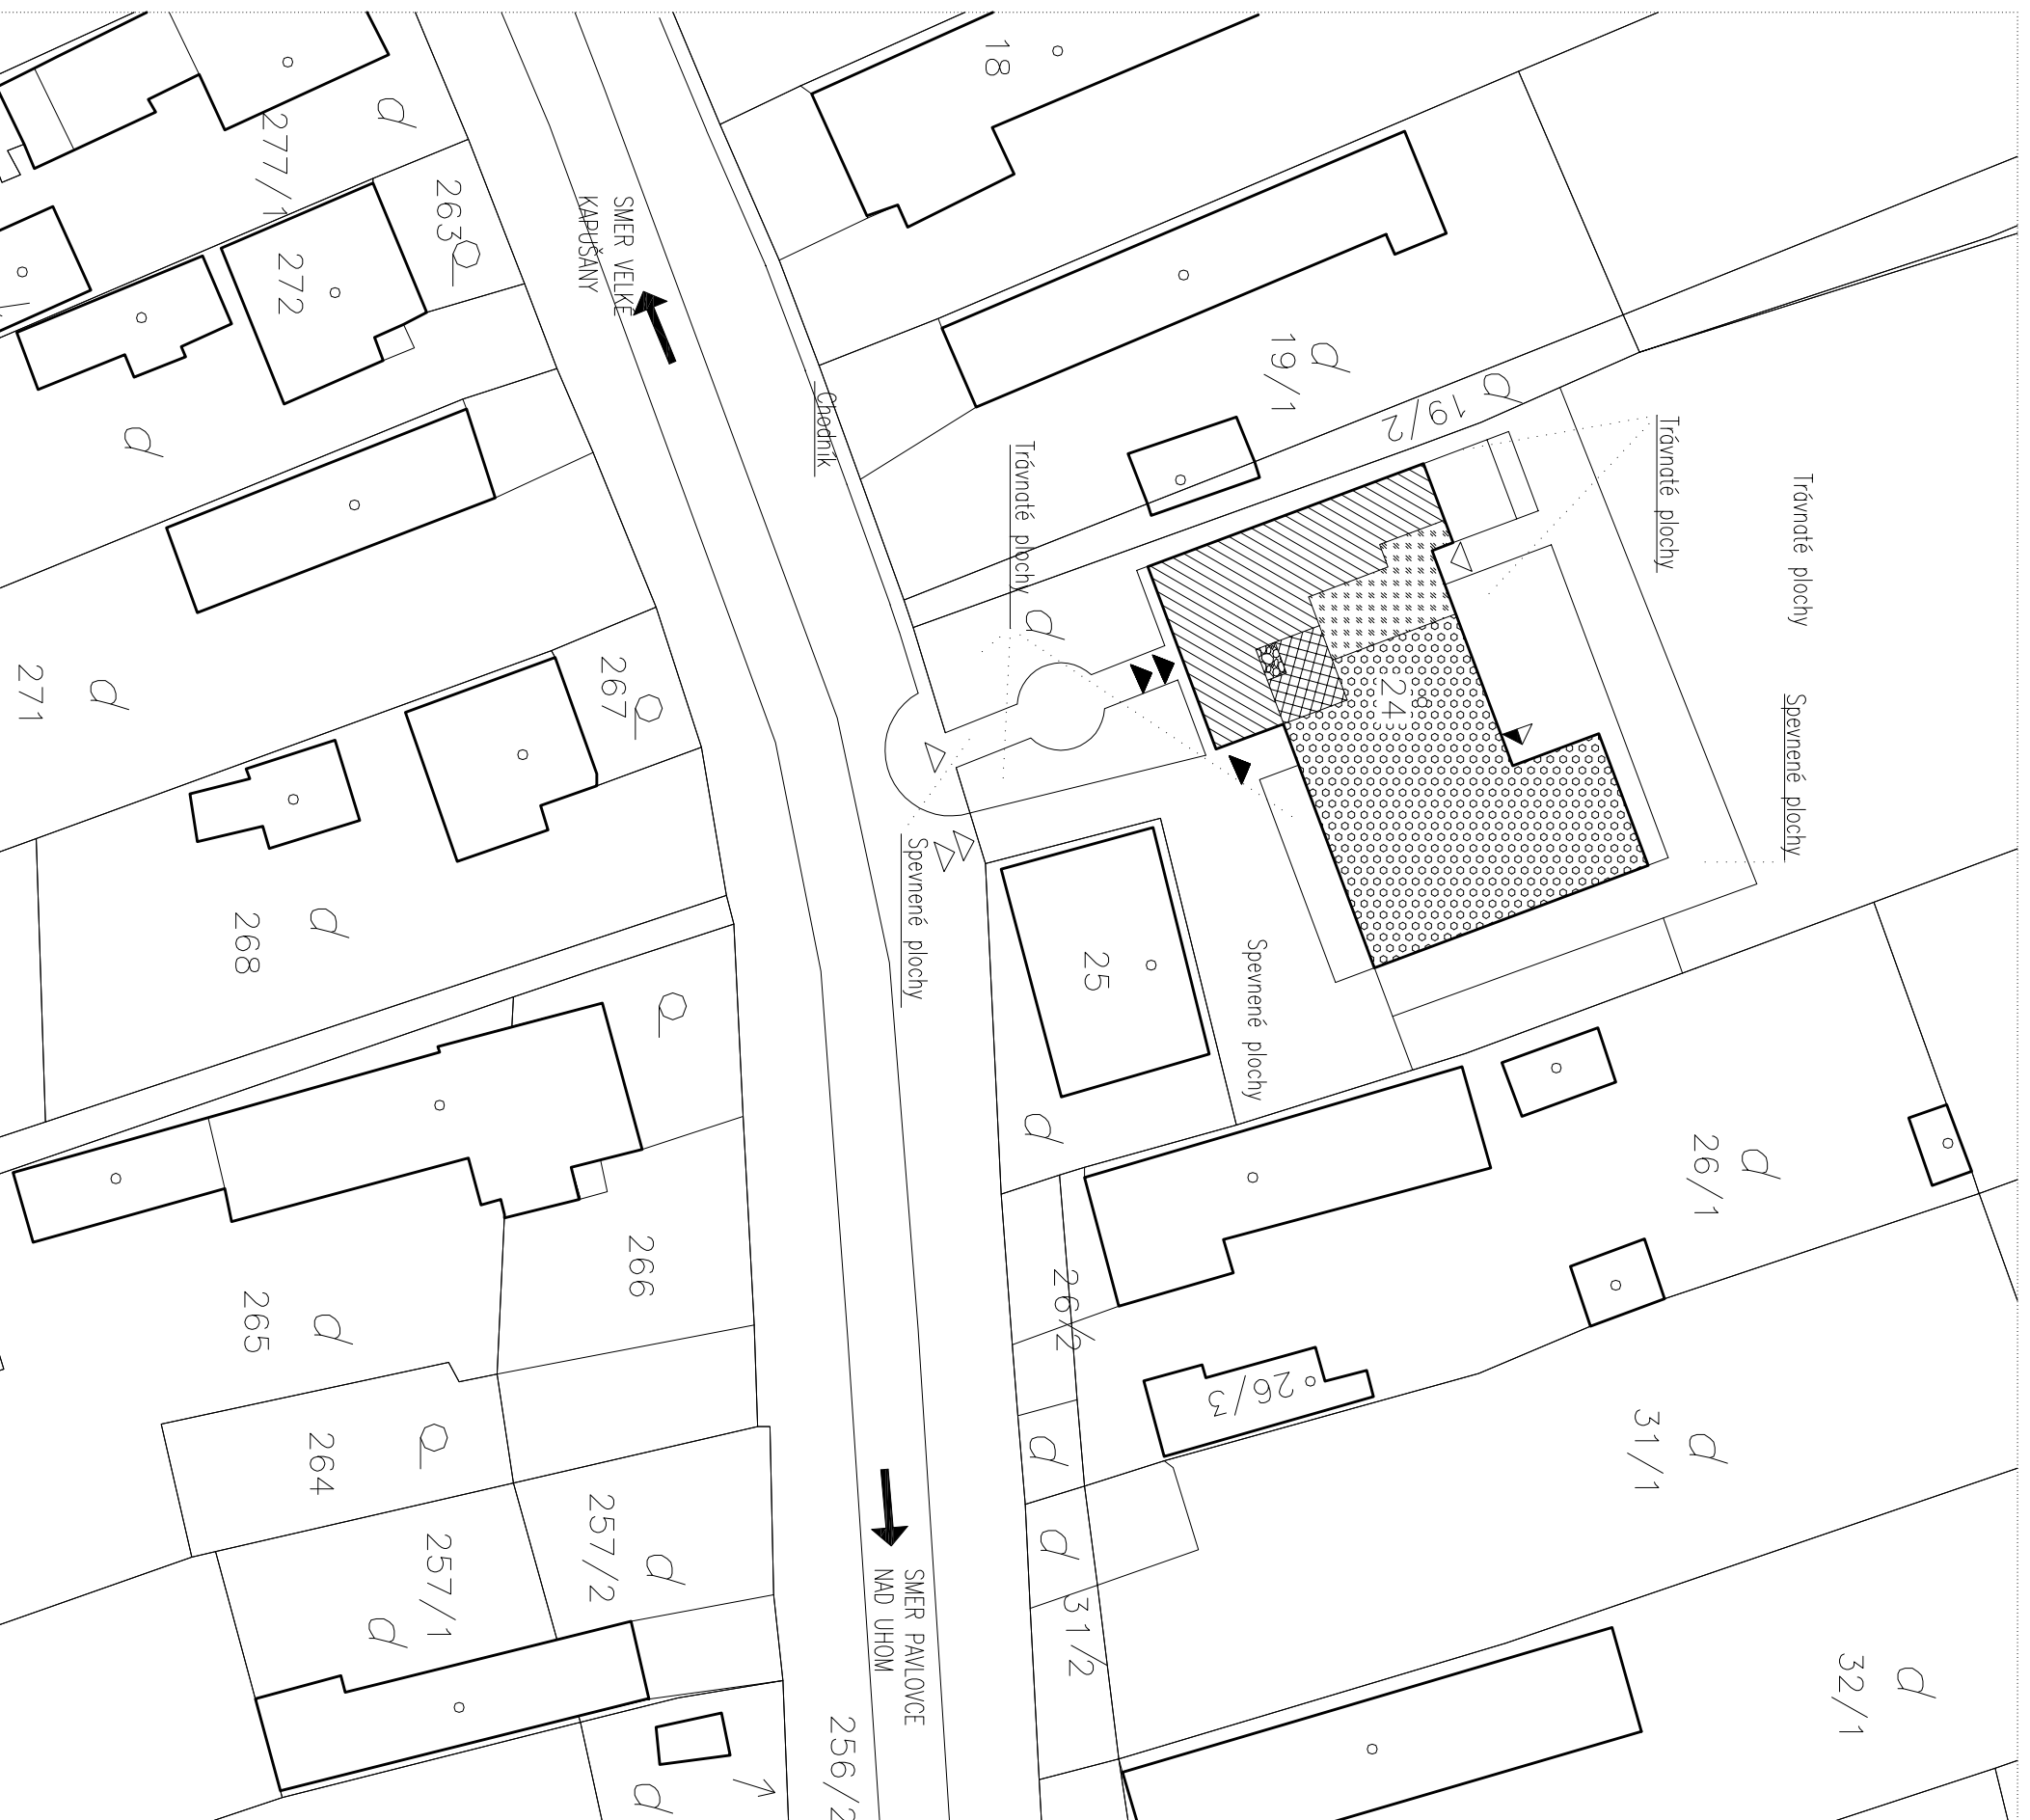 18
277/1
263
272
SMER VEĽKÉ
KAPUŠANY
19/1
19/2
Chodník
Trávnaté plochy
Trávnaté plochy
Trávnaté plochy
271
267
24
Spevnené plochy
Spevnené plochy
Spevnené plochy
268
25
26/1
266
265
26/2
26/3
264
31/1
257/2
257/1
SMER PAVLOVCE
NAD UHOM
31/2
32/1
256/2